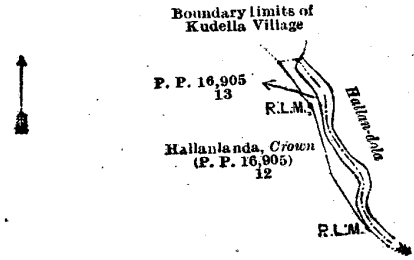 Boundary limits of
Kudella Village
P. P. 16,905
13
R.L.M.
Hallan-dola
Hallanlanda, Crown
(P. P. 16,905)
12
R.L.M.